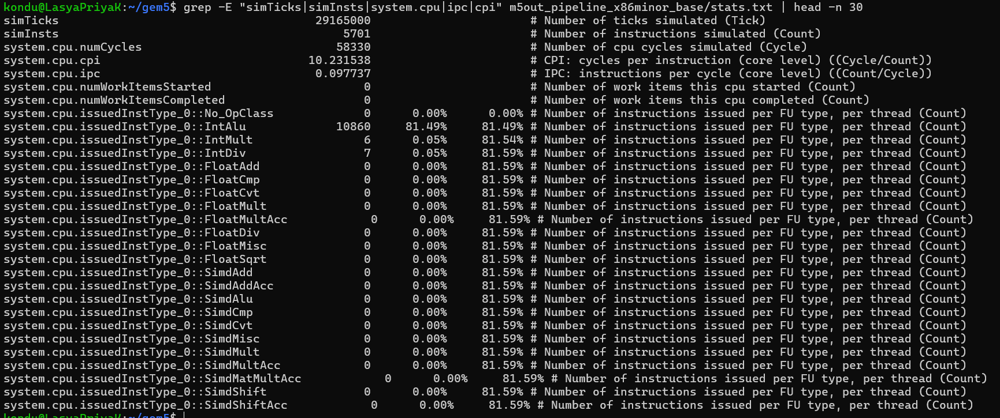 kondu@LasyaPriyaK:~/gem5$ grep -E "simTicks|simInsts|system.cpu|ipc|cpi" m5out_pipeline_x86minor_base/stats.txt | head -n 30
simTicks 29165000 # Number of ticks simulated (Tick)
simInsts 5701 # Number of instructions simulated (Count)
system.cpu.numCycles 58330 # Number of cpu cycles simulated (Cycle)
system.cpu.cpi 10.231538 # CPI: cycles per instruction (core level) ((Cycle/Count))
system.cpu.ipc 0.097737 # IPC: instructions per cycle (core level) ((Count/Cycle))
system.cpu.numWorkItemsStarted 0 # Number of work items this cpu started (Count)
system.cpu.numWorkItemsCompleted 0 # Number of work items this cpu completed (Count)
system.cpu.issuedInstType_0::No_OpClass 0 0.00% 0.00% # Number of instructions issued per FU type, per thread (Count)
system.cpu.issuedInstType_0::IntAlu 10860 81.49% 81.49% # Number of instructions issued per FU type, per thread (Count)
system.cpu.issuedInstType_0::IntMult 6 0.05% 81.54% # Number of instructions issued per FU type, per thread (Count)
system.cpu.issuedInstType_0::IntDiv 7 0.05% 81.59% # Number of instructions issued per FU type, per thread (Count)
system.cpu.issuedInstType_0::FloatAdd 0 0.00% 81.59% # Number of instructions issued per FU type, per thread (Count)
system.cpu.issuedInstType_0::FloatCmp 0 0.00% 81.59% # Number of instructions issued per FU type, per thread (Count)
system.cpu.issuedInstType_0::FloatCvt 0 0.00% 81.59% # Number of instructions issued per FU type, per thread (Count)
system.cpu.issuedInstType_0::FloatMult 0 0.00% 81.59% # Number of instructions issued per FU type, per thread (Count)
system.cpu.issuedInstType_0::FloatMultAcc 0 0.00% 81.59% # Number of instructions issued per FU type, per thread (Count)
system.cpu.issuedInstType_0::FloatDiv 0 0.00% 81.59% # Number of instructions issued per FU type, per thread (Count)
system.cpu.issuedInstType_0::FloatMisc 0 0.00% 81.59% # Number of instructions issued per FU type, per thread (Count)
system.cpu.issuedInstType_0::FloatSqrt 0 0.00% 81.59% # Number of instructions issued per FU type, per thread (Count)
system.cpu.issuedInstType_0::SimdAdd 0 0.00% 81.59% # Number of instructions issued per FU type, per thread (Count)
system.cpu.issuedInstType_0::SimdAddAcc 0 0.00% 81.59% # Number of instructions issued per FU type, per thread (Count)
system.cpu.issuedInstType_0::SimdAlu 0 0.00% 81.59% # Number of instructions issued per FU type, per thread (Count)
system.cpu.issuedInstType_0::SimdCmp 0 0.00% 81.59% # Number of instructions issued per FU type, per thread (Count)
system.cpu.issuedInstType_0::SimdCvt 0 0.00% 81.59% # Number of instructions issued per FU type, per thread (Count)
system.cpu.issuedInstType_0::SimdMisc 0 0.00% 81.59% # Number of instructions issued per FU type, per thread (Count)
system.cpu.issuedInstType_0::SimdMult 0 0.00% 81.59% # Number of instructions issued per FU type, per thread (Count)
system.cpu.issuedInstType_0::SimdMultAcc 0 0.00% 81.59% # Number of instructions issued per FU type, per thread (Count)
system.cpu.issuedInstType_0::SimdMatMultAcc 0 0.00% 81.59% # Number of instructions issued per FU type, per thread (Count)
system.cpu.issuedInstType_0::SimdShift 0 0.00% 81.59% # Number of instructions issued per FU type, per thread (Count)
system.cpu.issuedInstType_0::SimdShiftAcc 0 0.00% 81.59% # Number of instructions issued per FU type, per thread (Count)
kondu@LasyaPriyaK:~/gem5$